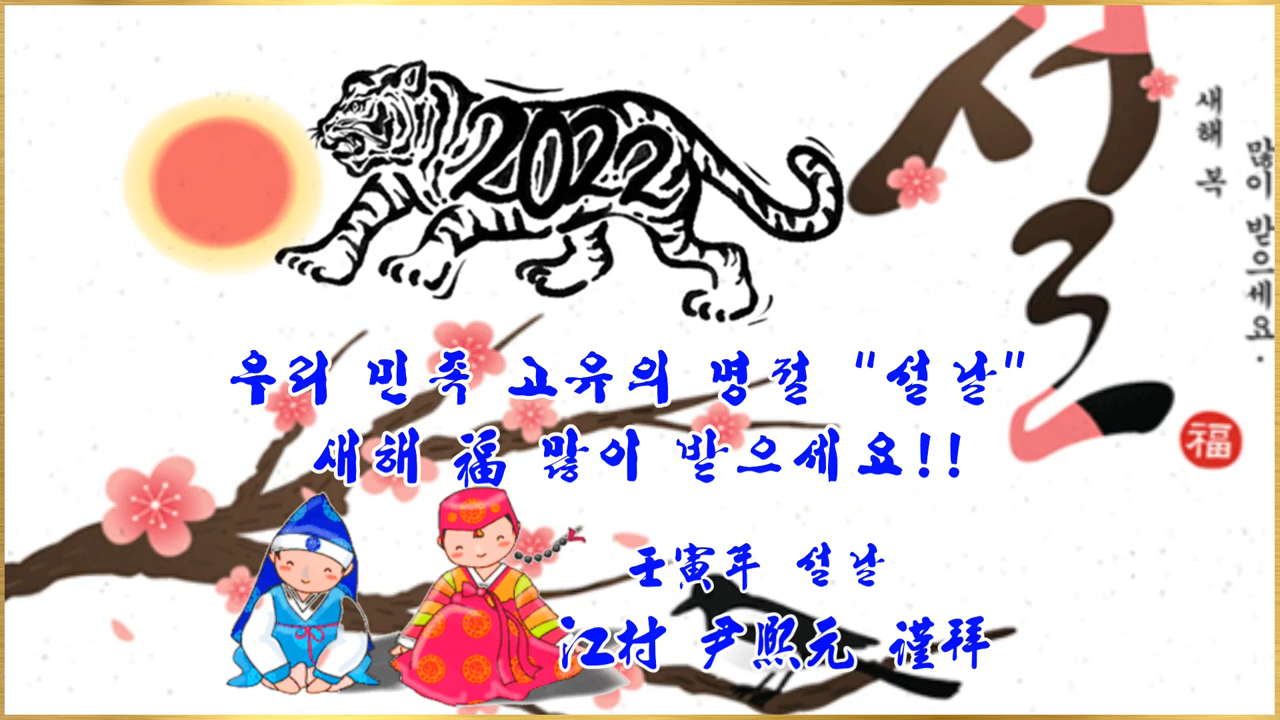 2022
설
새해 복
많이 받으세요.
福
우리 민족 고유의 명절 "설날"
새해 福 많이 받으세요!!
壬寅年 설날
江村 尹熙元 謹拜